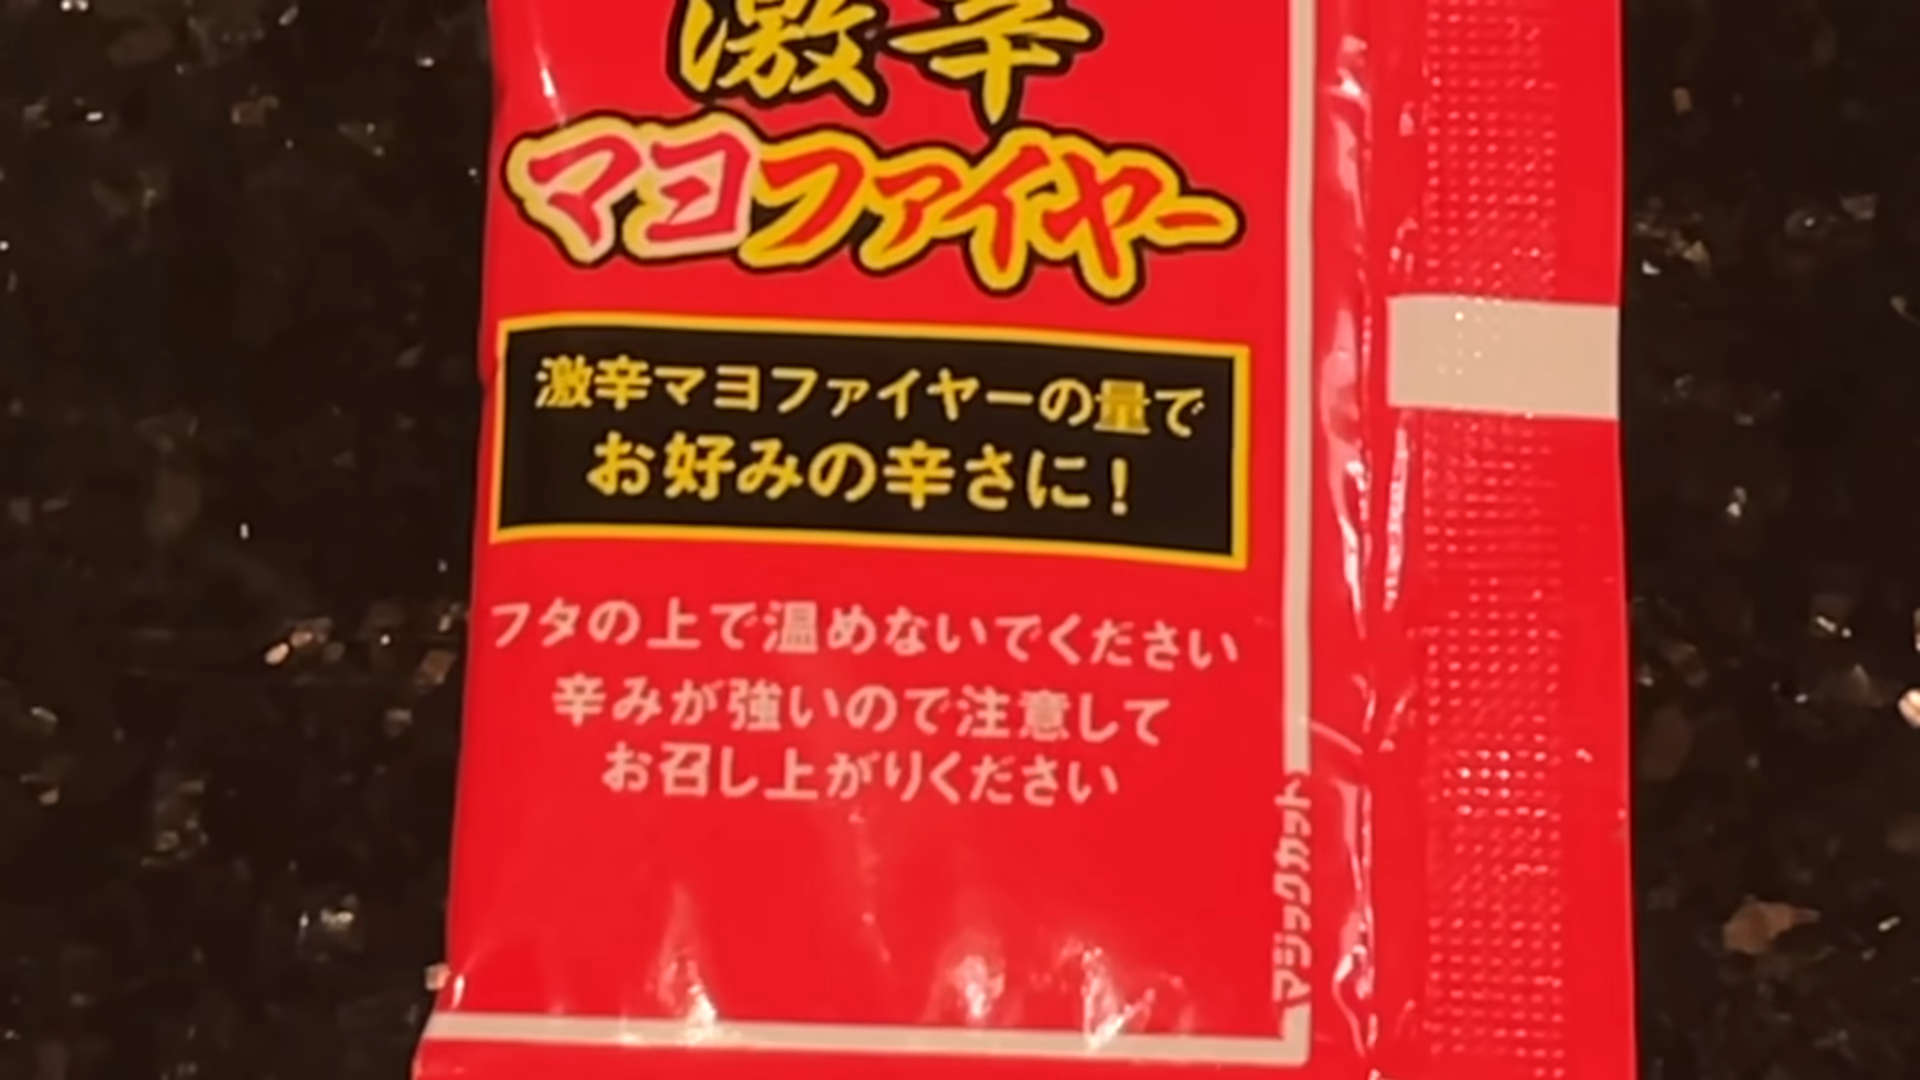 激辛
マヨファイヤー
激辛マヨファイヤーの量で
お好みの辛さに！
フタの上で温めないでください
辛みが強いので注意して
お召し上がりください
マジックカット